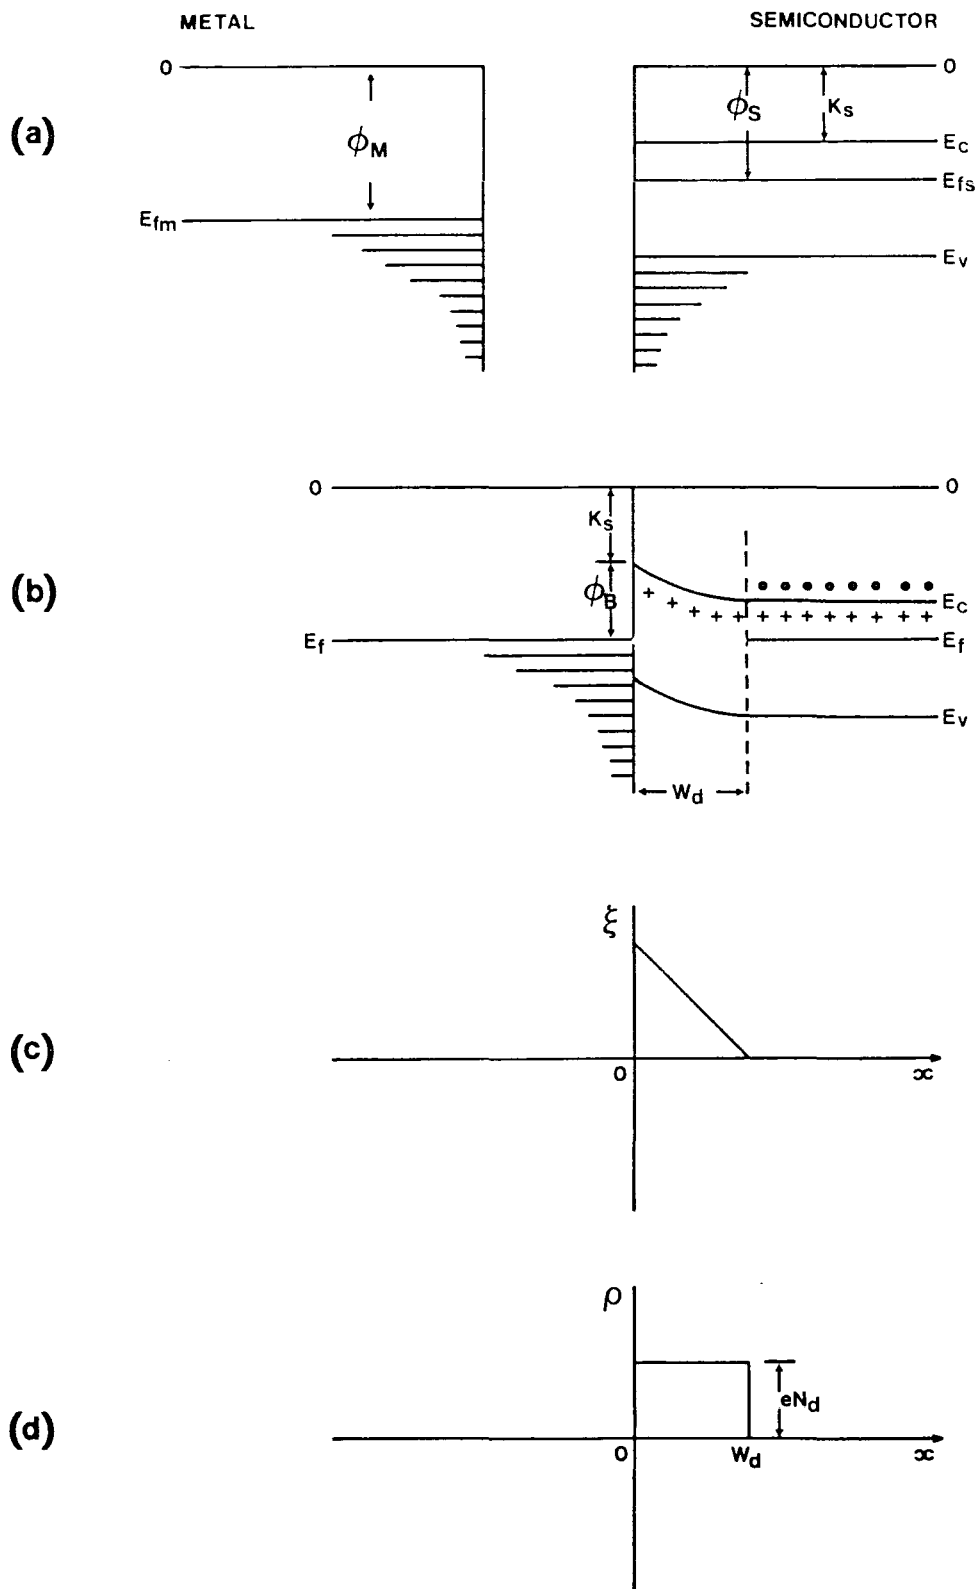 METAL SEMICONDUCTOR
(a)
0 0
ϕM ϕS Ks
Ec
Efs
Efm
Ev
(b)
0 0
Ks
ϕB
Ec
Ef Ef
Ev
Wd
(c)
ξ
0 x
(d)
ρ
eNd
0 Wd x